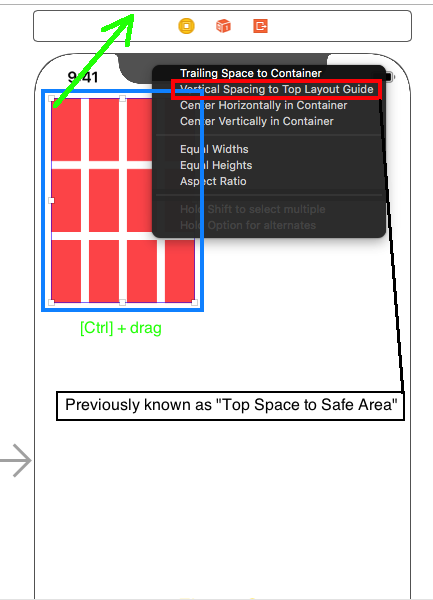 9:41
Trailing Space to Container
Vertical Spacing to Top Layout Guide
Center Horizontally in Container
Center Vertically in Container
Equal Widths
Equal Heights
Aspect Ratio
Hold Shift to select multiple
Hold Option for alternates
[Ctrl] + drag
Previously known as "Top Space to Safe Area"